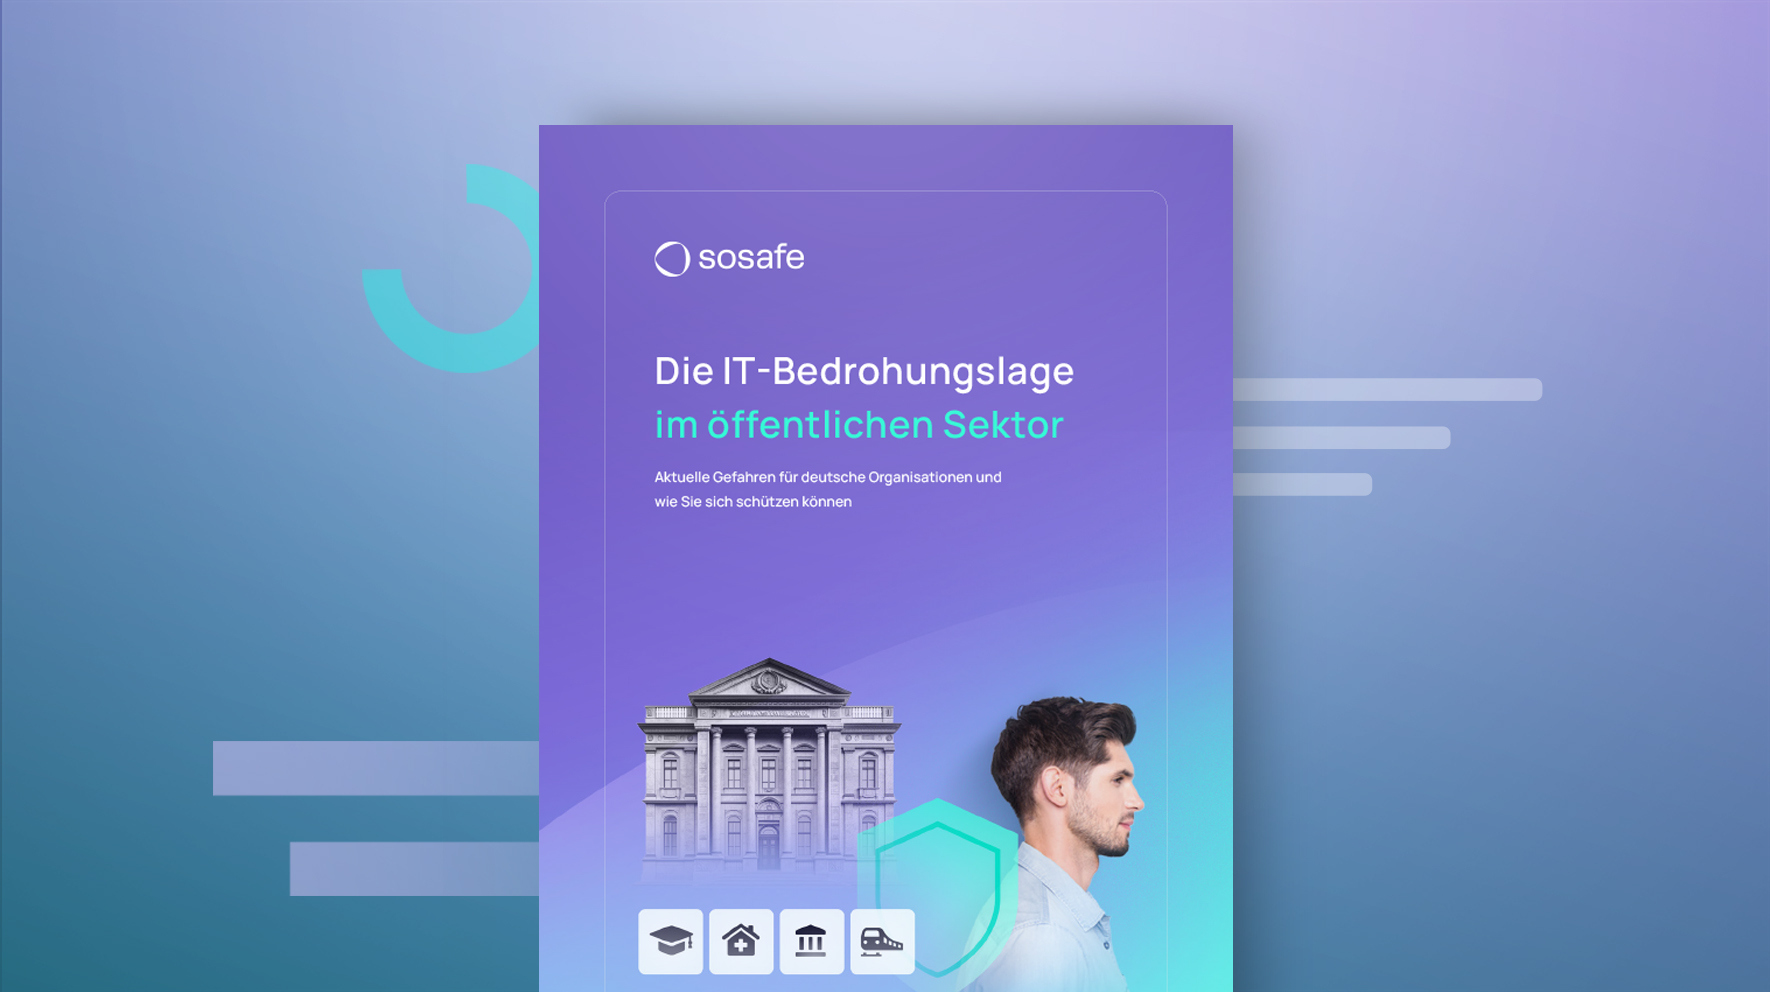 sosafe
Die IT-Bedrohungslage
im öffentlichen Sektor
Aktuelle Gefahren für deutsche Organisationen und
wie Sie sich schützen können